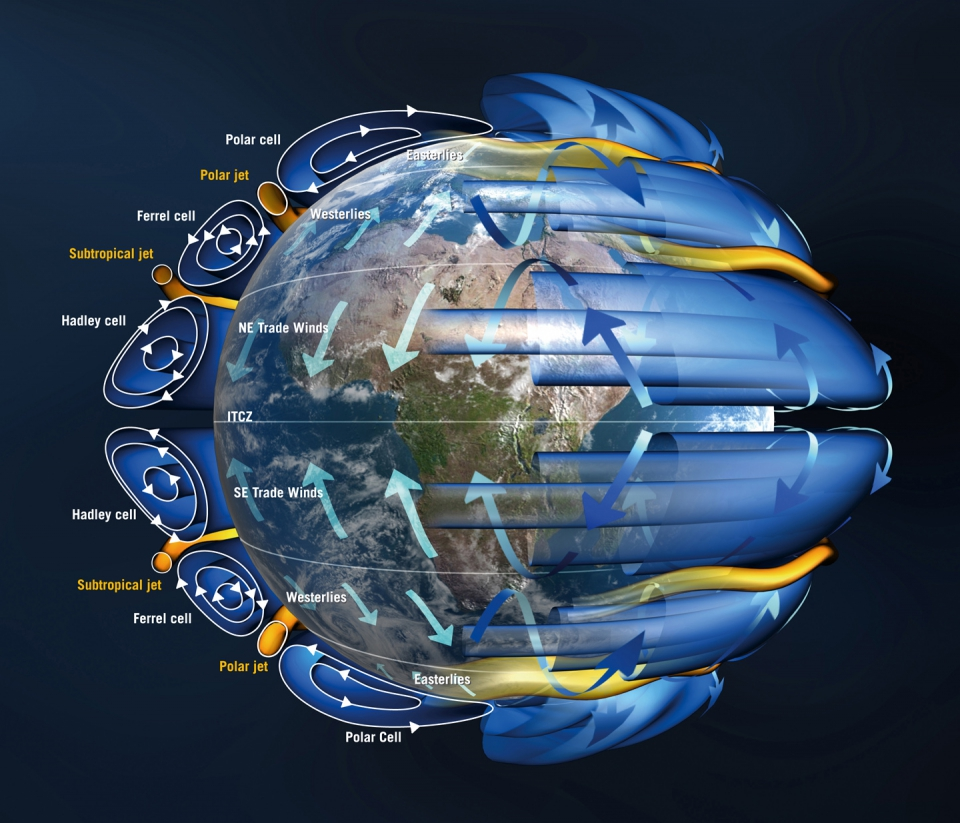 Polar cell
Easterlies
Polar jet
Westerlies
Ferrel cell
Subtropical jet
Hadley cell
NE Trade Winds
ITCZ
SE Trade Winds
Hadley cell
Subtropical jet
Westerlies
Ferrel cell
Polar jet
Easterlies
Polar Cell